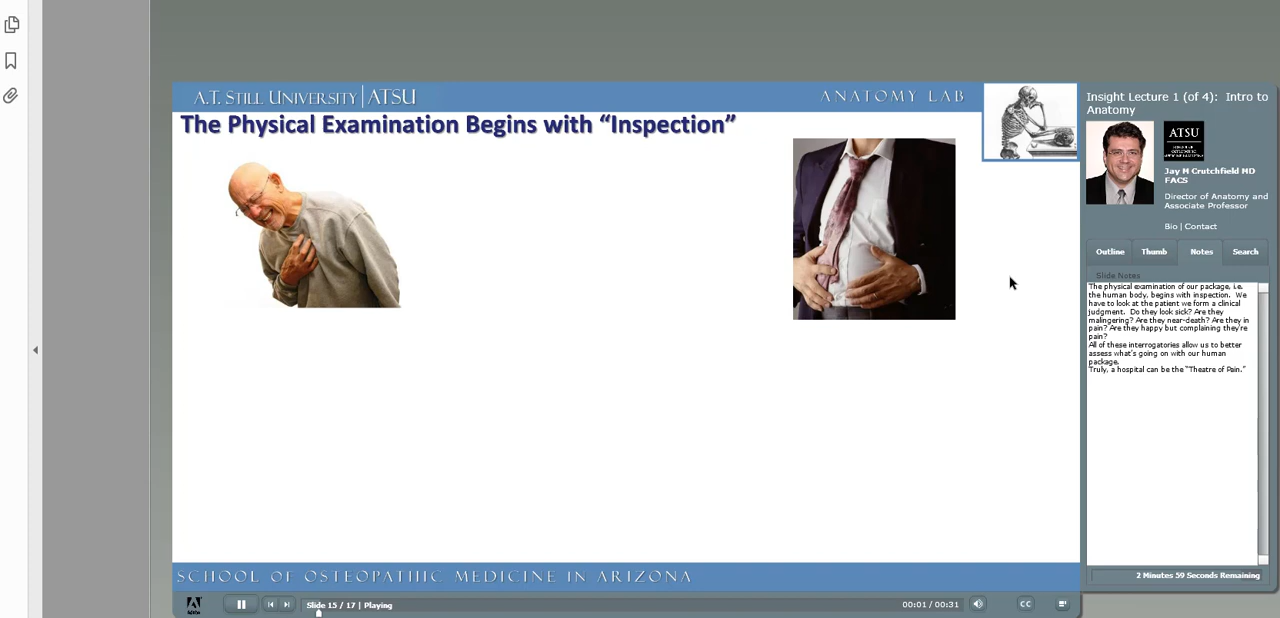 A.T. STILL UNIVERSITY | ATSU
ANATOMY LAB
The Physical Examination Begins with “Inspection”
SCHOOL OF OSTEOPATHIC MEDICINE IN ARIZONA
Slide 15 / 17 | Playing
00:01 / 00:31
CC
Insight Lecture 1 (of 4): Intro to
Anatomy
ATSU
Jay M Crutchfield MD
FACS
Director of Anatomy and
Associate Professor
Bio | Contact
Outline
Thumb
Notes
Search
Slide Notes
The physical examination of our package, i.e.
the human body, begins with inspection. We
have to look at the patient we form a clinical
judgment. Do they look sick? Are they
malingering? Are they near-death? Are they in
pain? Are they happy but complaining they're
pain?
All of these interrogatories allow us to better
assess what's going on with our human
package.
Truly, a hospital can be the "Theatre of Pain."
2 Minutes 59 Seconds Remaining